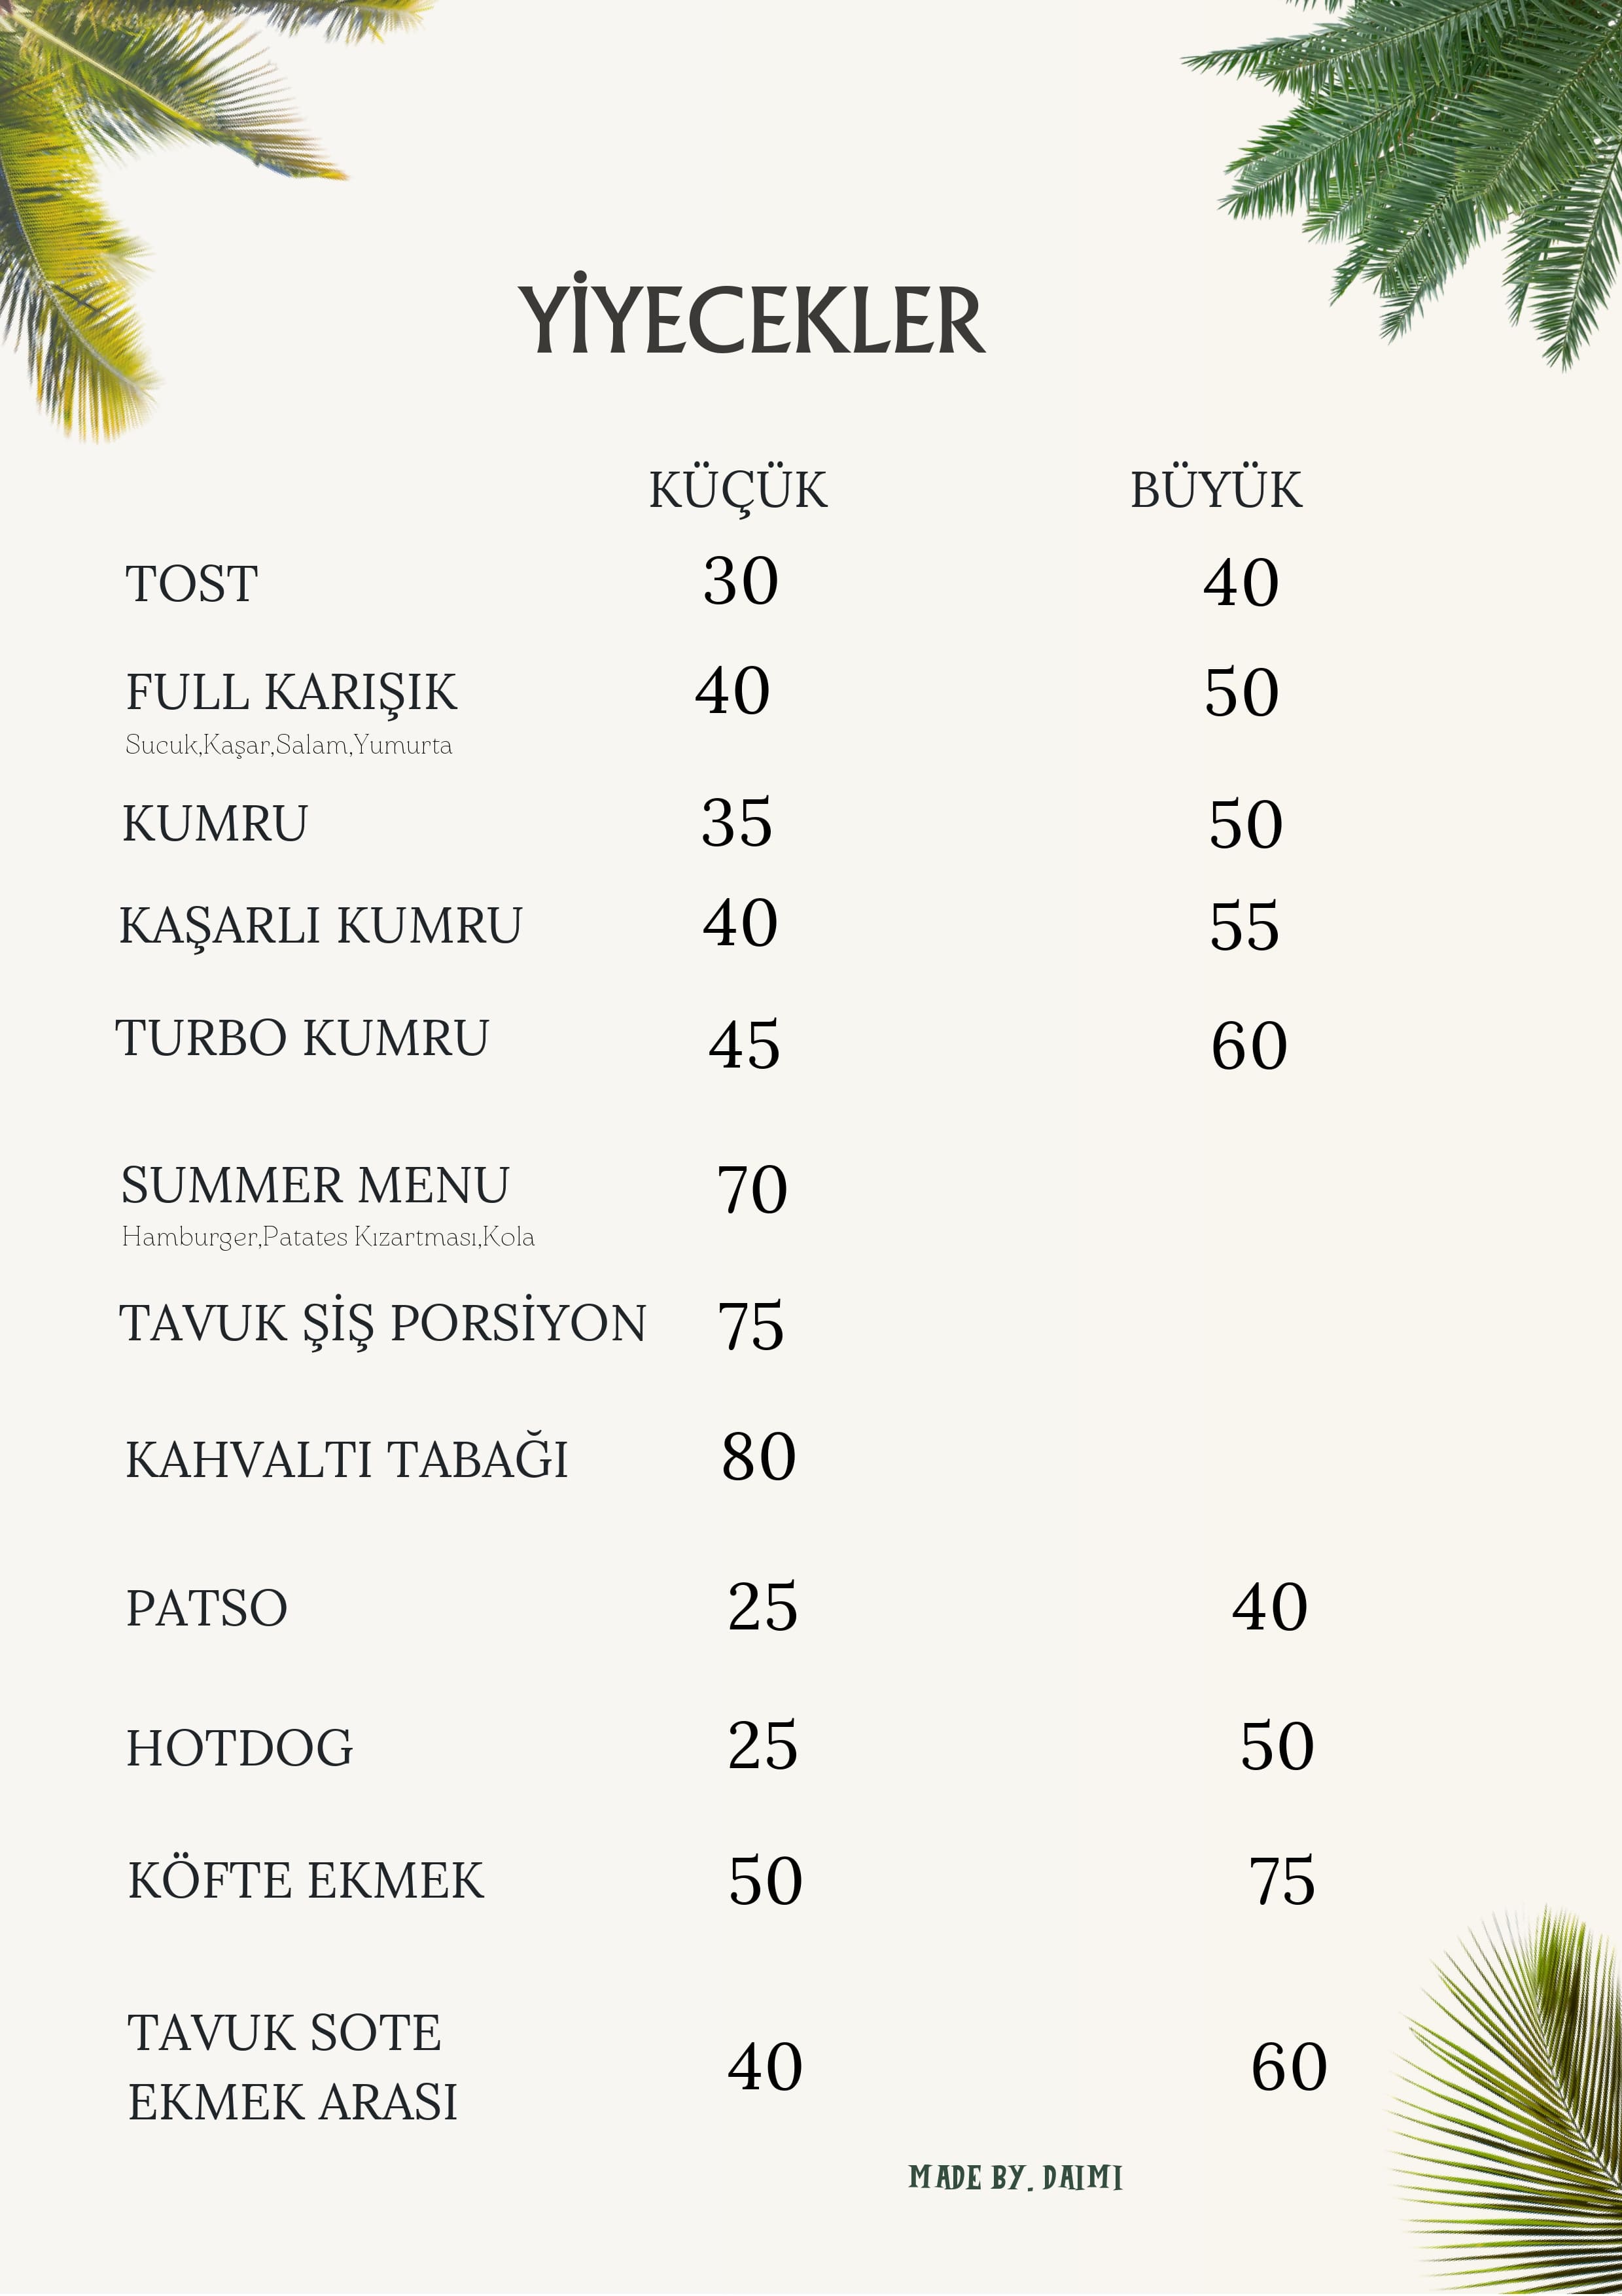 YİYECEKLER
KÜÇÜK BÜYÜK
TOST 30 40
FULL KARIŞIK 40 50
Sucuk,Kaşar,Salam,Yumurta
KUMRU 35 50
KAŞARLI KUMRU 40 55
TURBO KUMRU 45 60
SUMMER MENU 70
Hamburger,Patates Kızartması,Kola
TAVUK ŞİŞ PORSİYON 75
KAHVALTI TABAĞI 80
PATSO 25 40
HOTDOG 25 50
KÖFTE EKMEK 50 75
TAVUK SOTE
EKMEK ARASI 40 60
MADE BY. DAIMI